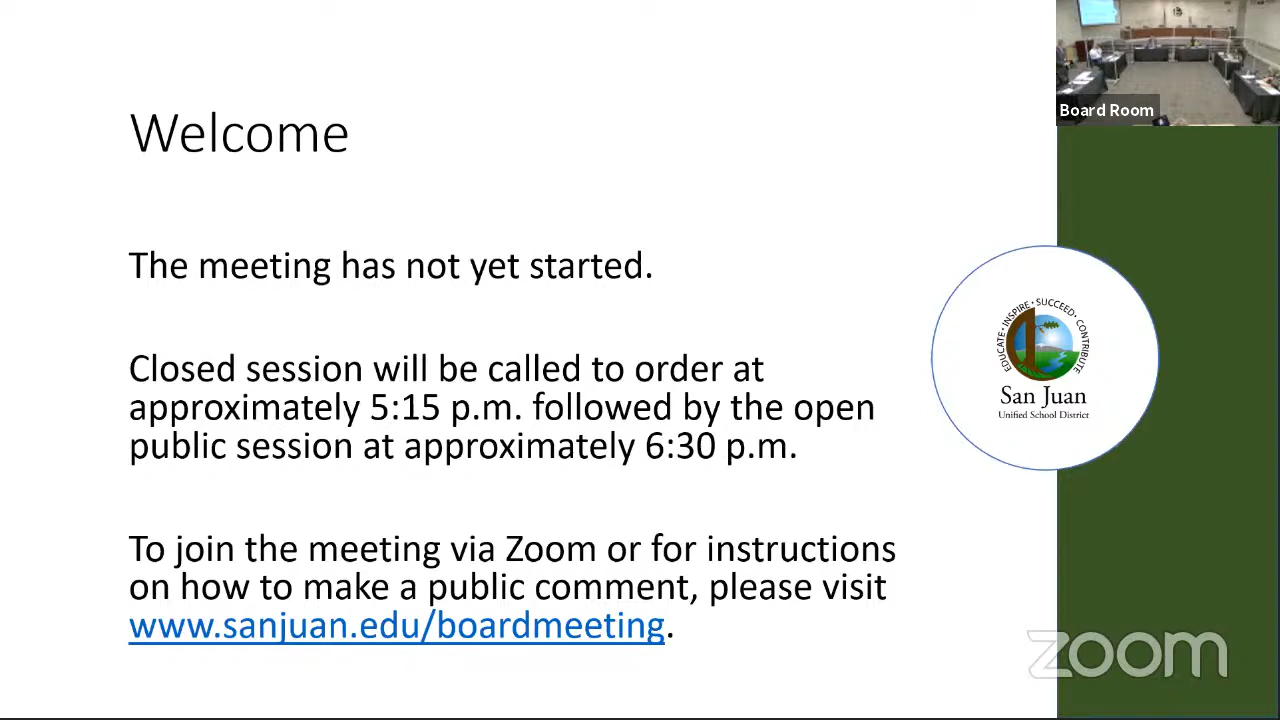 Welcome
The meeting has not yet started.
Closed session will be called to order at
approximately 5:15 p.m. followed by the open
public session at approximately 6:30 p.m.
To join the meeting via Zoom or for instructions
on how to make a public comment, please visit
www.sanjuan.edu/boardmeeting.
Board Room
EDUCATE • INSPIRE • SUCCEED • CONTRIBUTE
San Juan
Unified School District
zoom